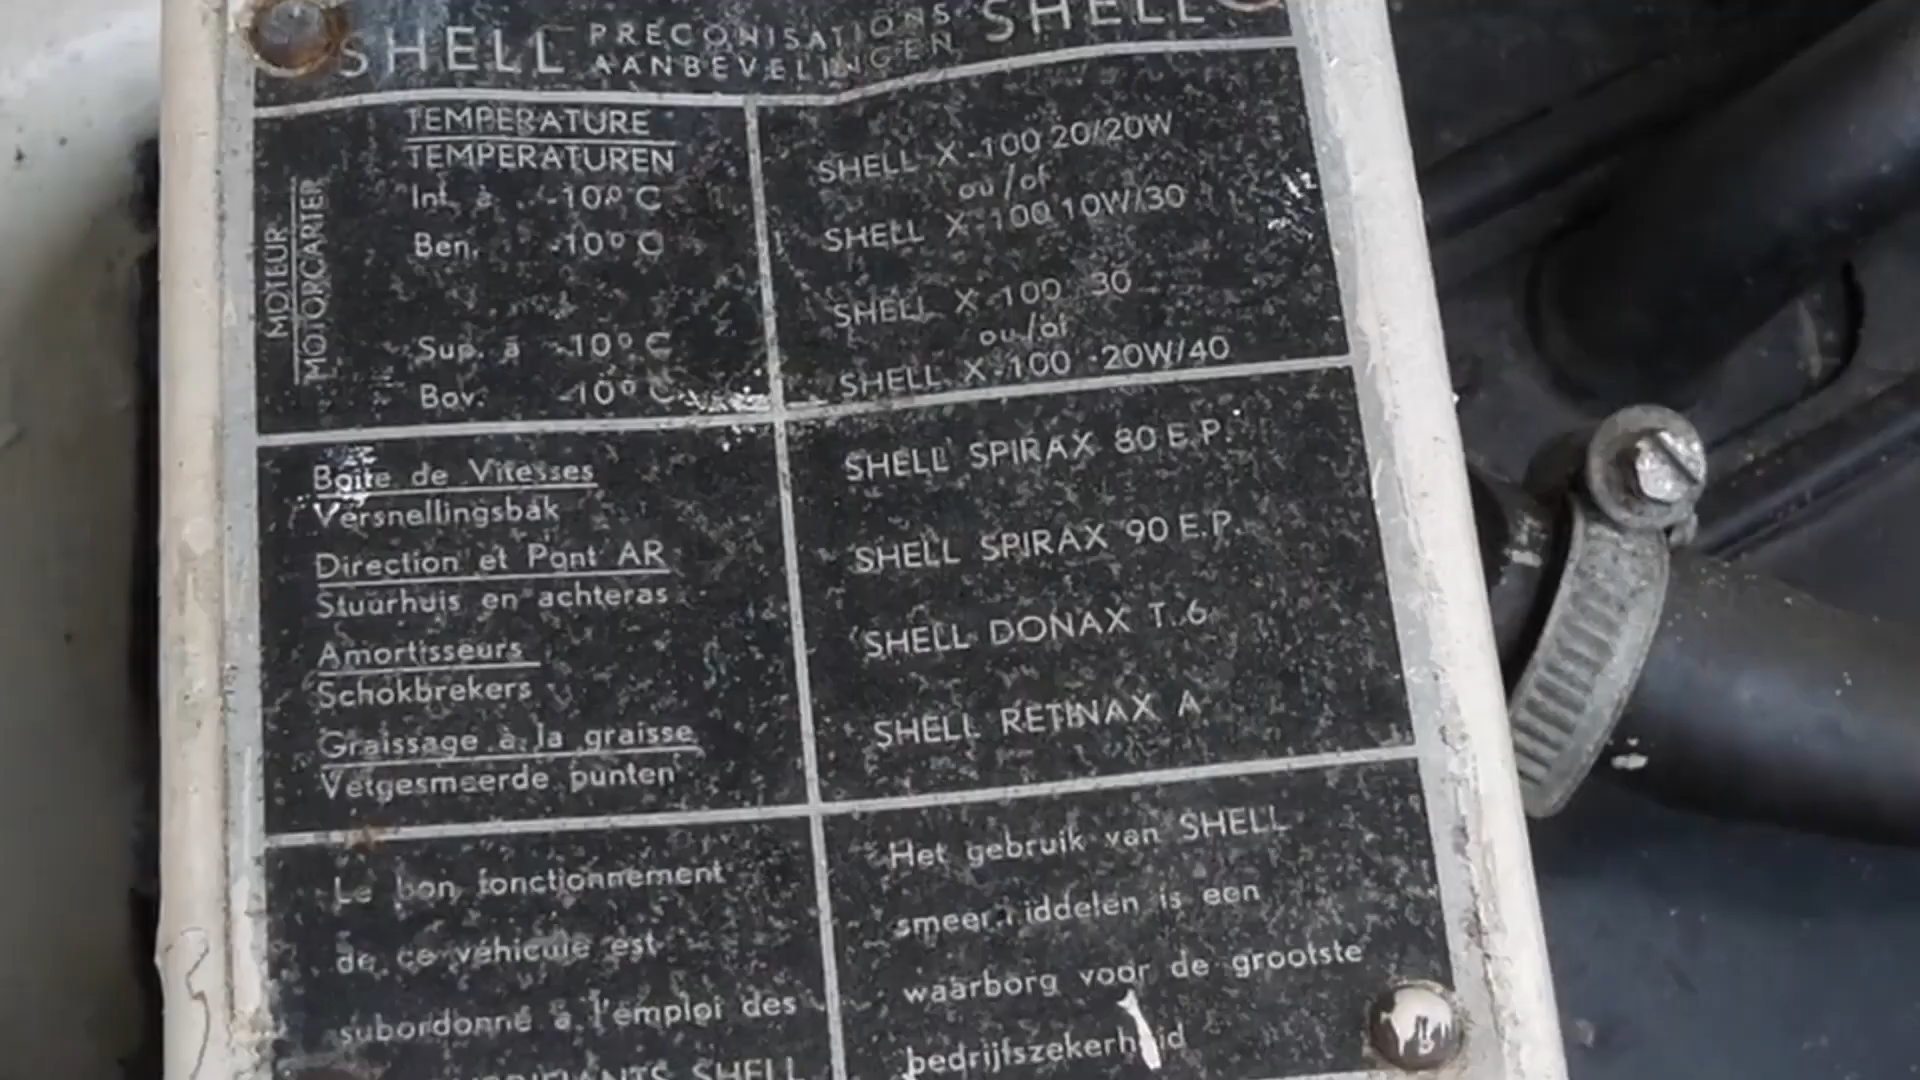 SHELL PRECONISATIONS SHELL
AANBEVELINGEN
MOTEUR
MOTORCARTER
TEMPERATURE
TEMPERATUREN
Inf. à -10° C
Ben. -10° C
SHELL X-100 20/20W
ou/of
SHELL X-100 10W/30
Sup. à -10° C
Bov. -10° C
SHELL X-100 30
ou/of
SHELL X-100 -20W/40
Boite de Vitesses
Versnellingsbak
SHELL SPIRAX 80 E.P.
Direction et Pont AR
Stuurhuis en achteras
SHELL SPIRAX 90 E.P.
Amortisseurs
Schokbrekers
SHELL DONAX T. 6
Graissage à la graisse
Vetgesmeerde punten
SHELL RETINAX A
Le bon fonctionnement
de ce véhicule est
subordonné à l'emploi des
SHELL
Het gebruik van SHELL
smeermiddelen is een
waarborg voor de grootste
bedrijfszekerheid